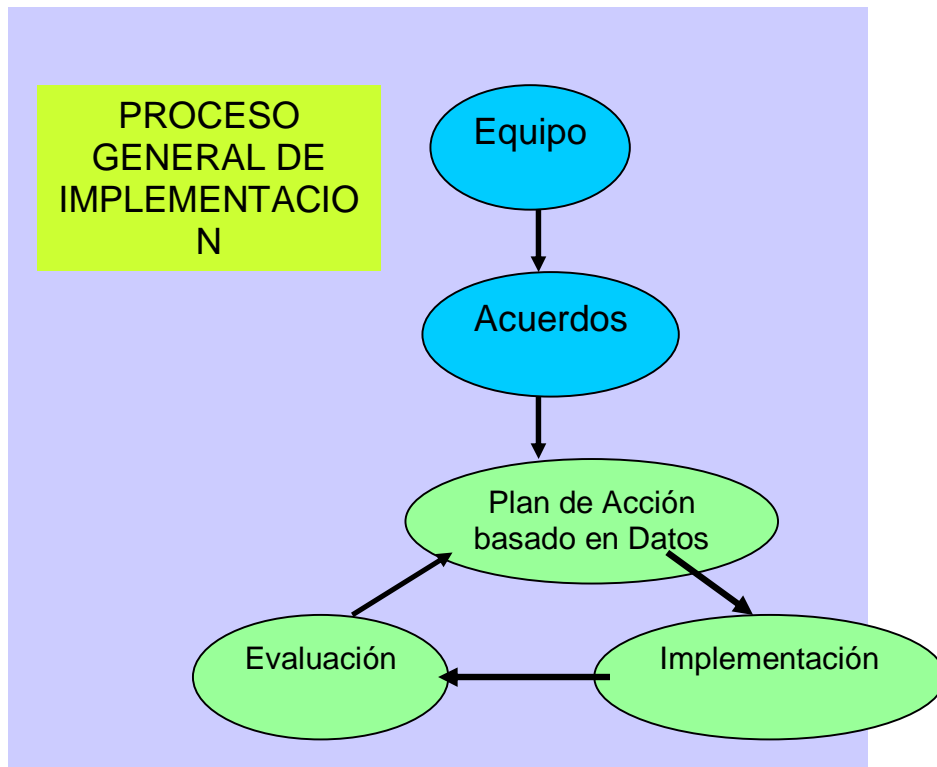 PROCESO
GENERAL DE
IMPLEMENTACIO
N
Equipo
Acuerdos
Plan de Acción
basado en Datos
Evaluación
Implementación